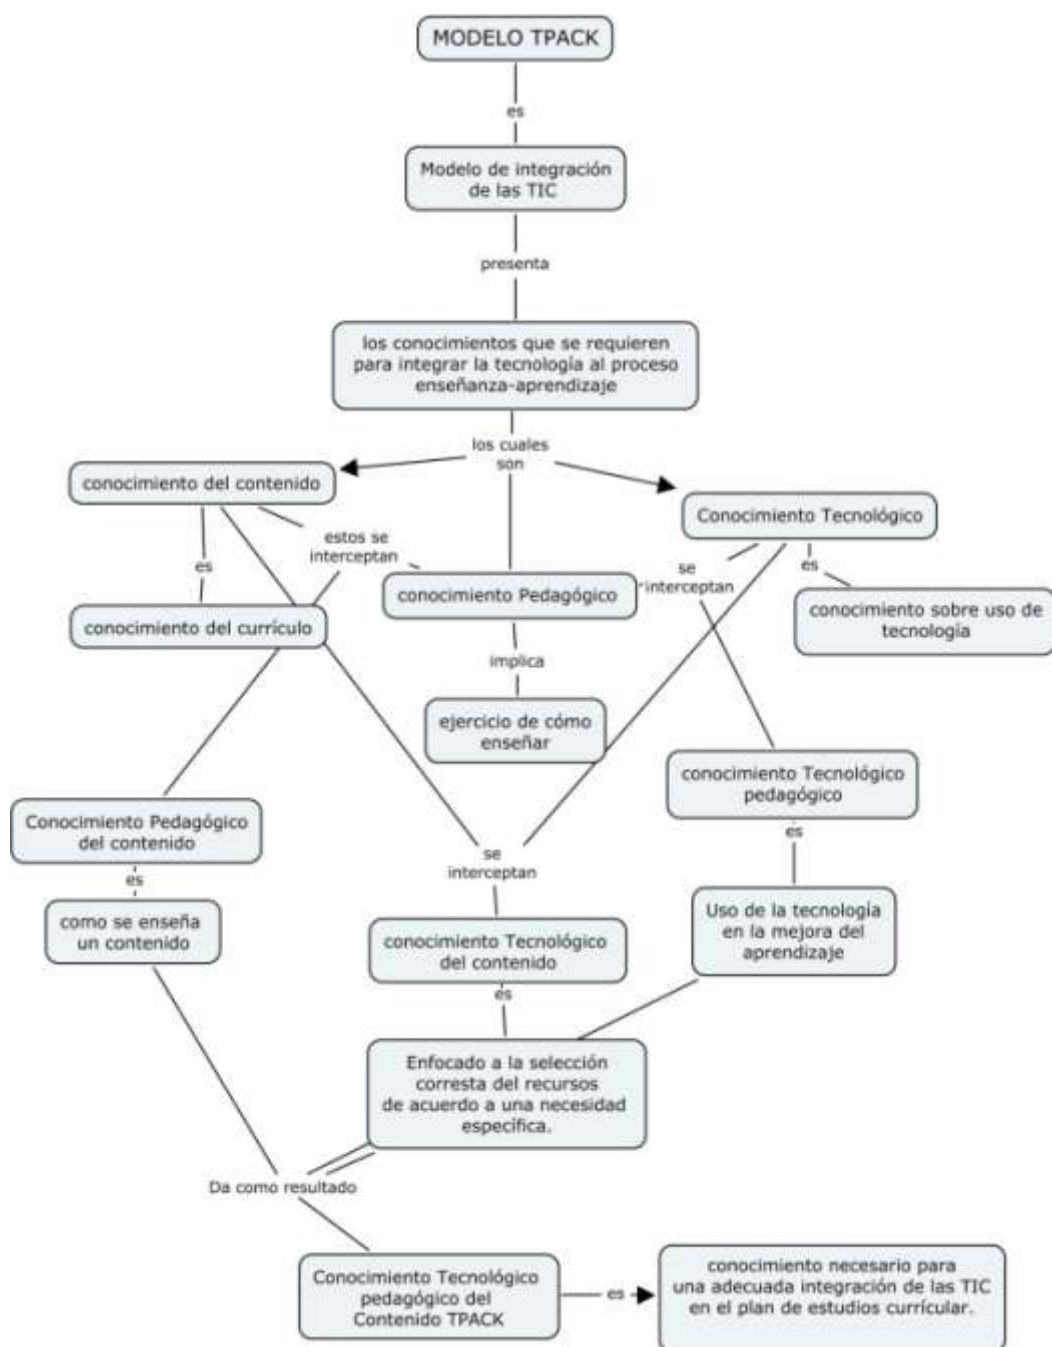 MODELO TPACK
es
Modelo de integración
de las TIC
presenta
los conocimientos que se requieren
para integrar la tecnología al proceso
enseñanza-aprendizaje
los cuales
son
conocimiento del contenido
Conocimiento Tecnológico
estos se
interceptan
es
se
interceptan
es
conocimiento Pedagógico
conocimiento del currículo
conocimiento sobre uso de
tecnología
implica
ejercicio de cómo
enseñar
conocimiento Tecnológico
pedagógico
Conocimiento Pedagógico
del contenido
es
se
interceptan
es
como se enseña
un contenido
Uso de la tecnología
en la mejora del
aprendizaje
conocimiento Tecnológico
del contenido
es
Enfocado a la selección
corresta del recursos
de acuerdo a una necesidad
específica.
Da como resultado
Conocimiento Tecnológico
pedagógico del
Contenido TPACK
es
conocimiento necesario para
una adecuada integración de las TIC
en el plan de estudios currícular.